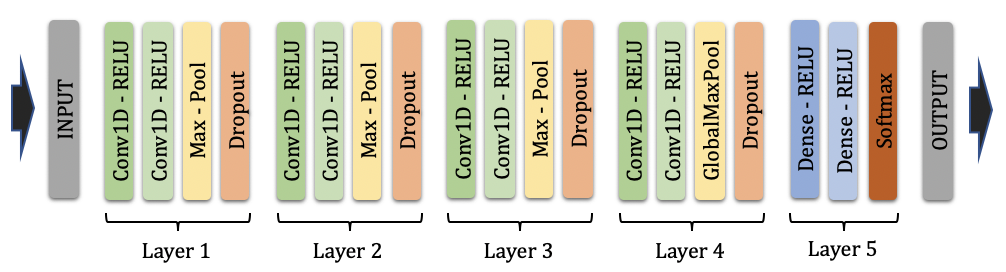 INPUT
Conv1D - RELU
Conv1D - RELU
Max - Pool
Dropout
Layer 1
Conv1D - RELU
Conv1D - RELU
Max - Pool
Dropout
Layer 2
Conv1D - RELU
Conv1D - RELU
Max - Pool
Dropout
Layer 3
Conv1D - RELU
Conv1D - RELU
GlobalMaxPool
Dropout
Layer 4
Dense - RELU
Dense - RELU
Softmax
Layer 5
OUTPUT